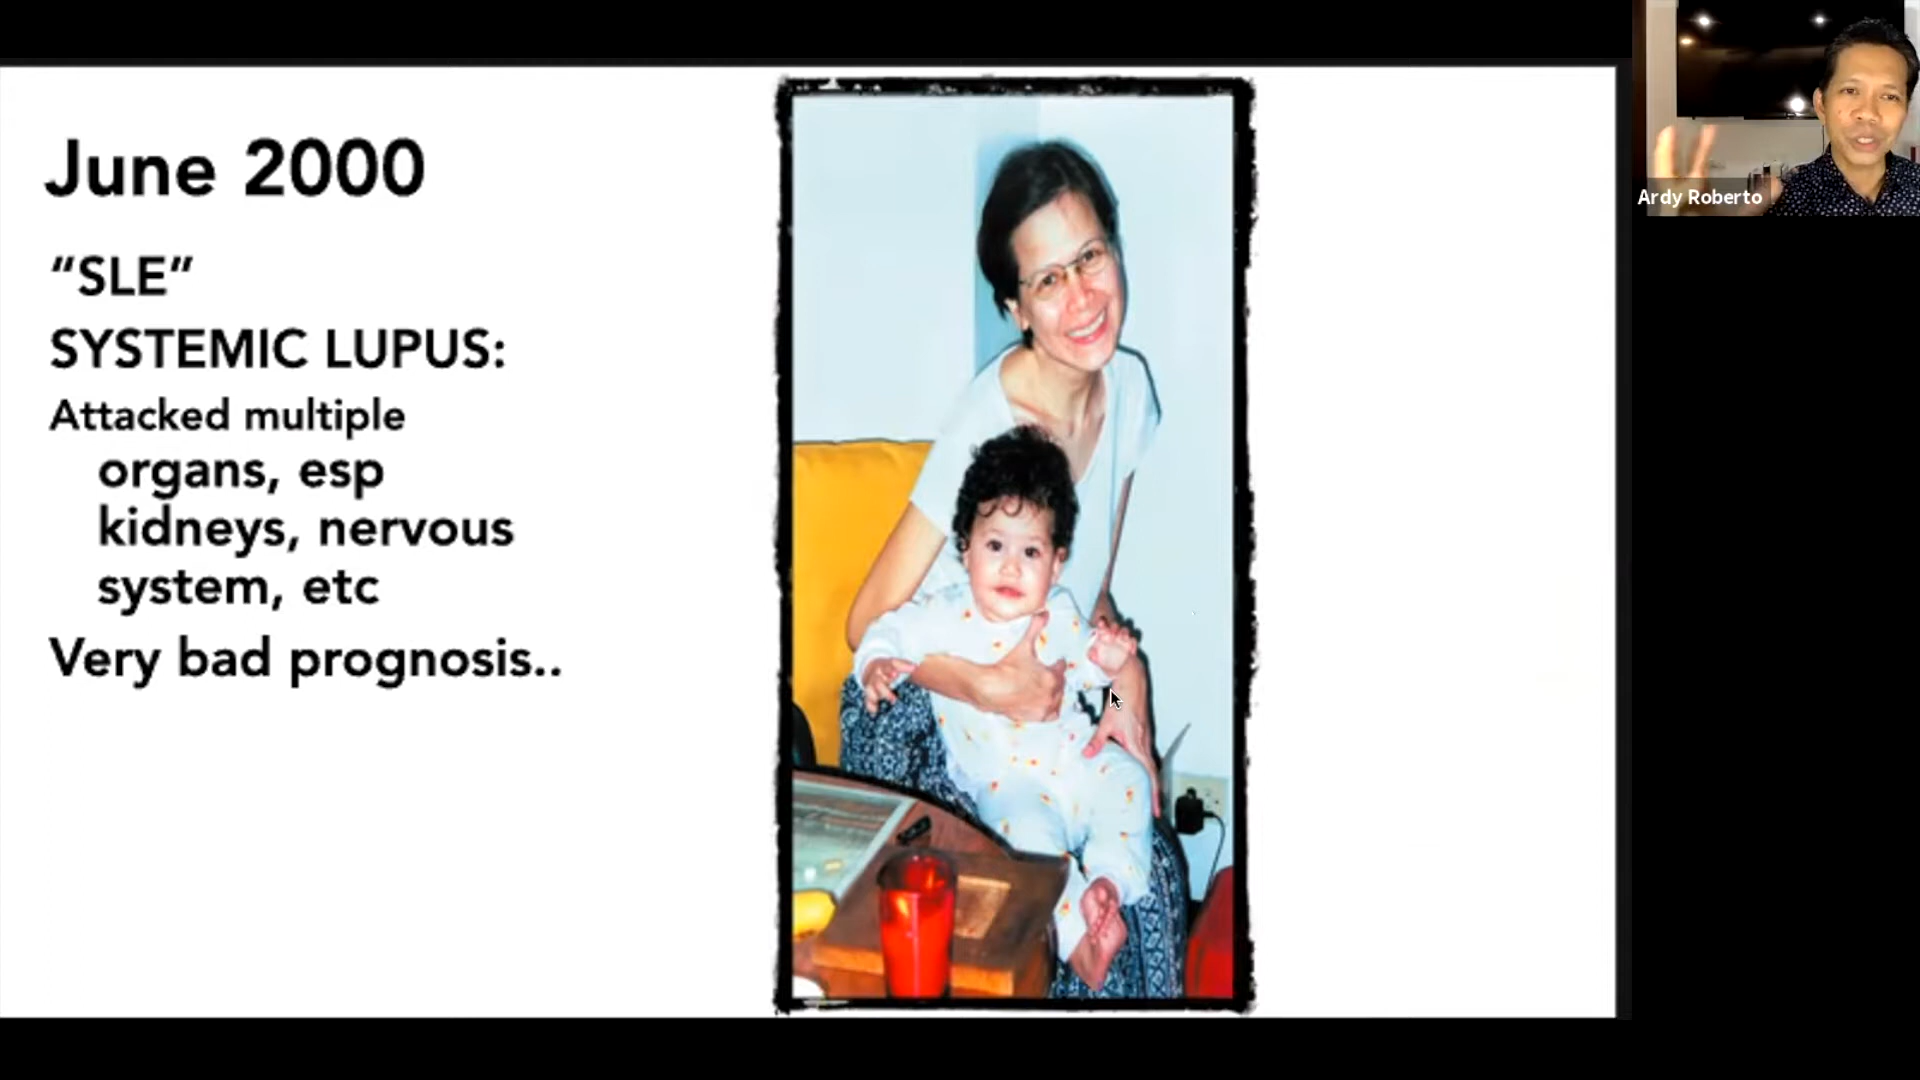 June 2000
“SLE”
SYSTEMIC LUPUS:
Attacked multiple
organs, esp
kidneys, nervous
system, etc
Very bad prognosis..
Ardy Roberto